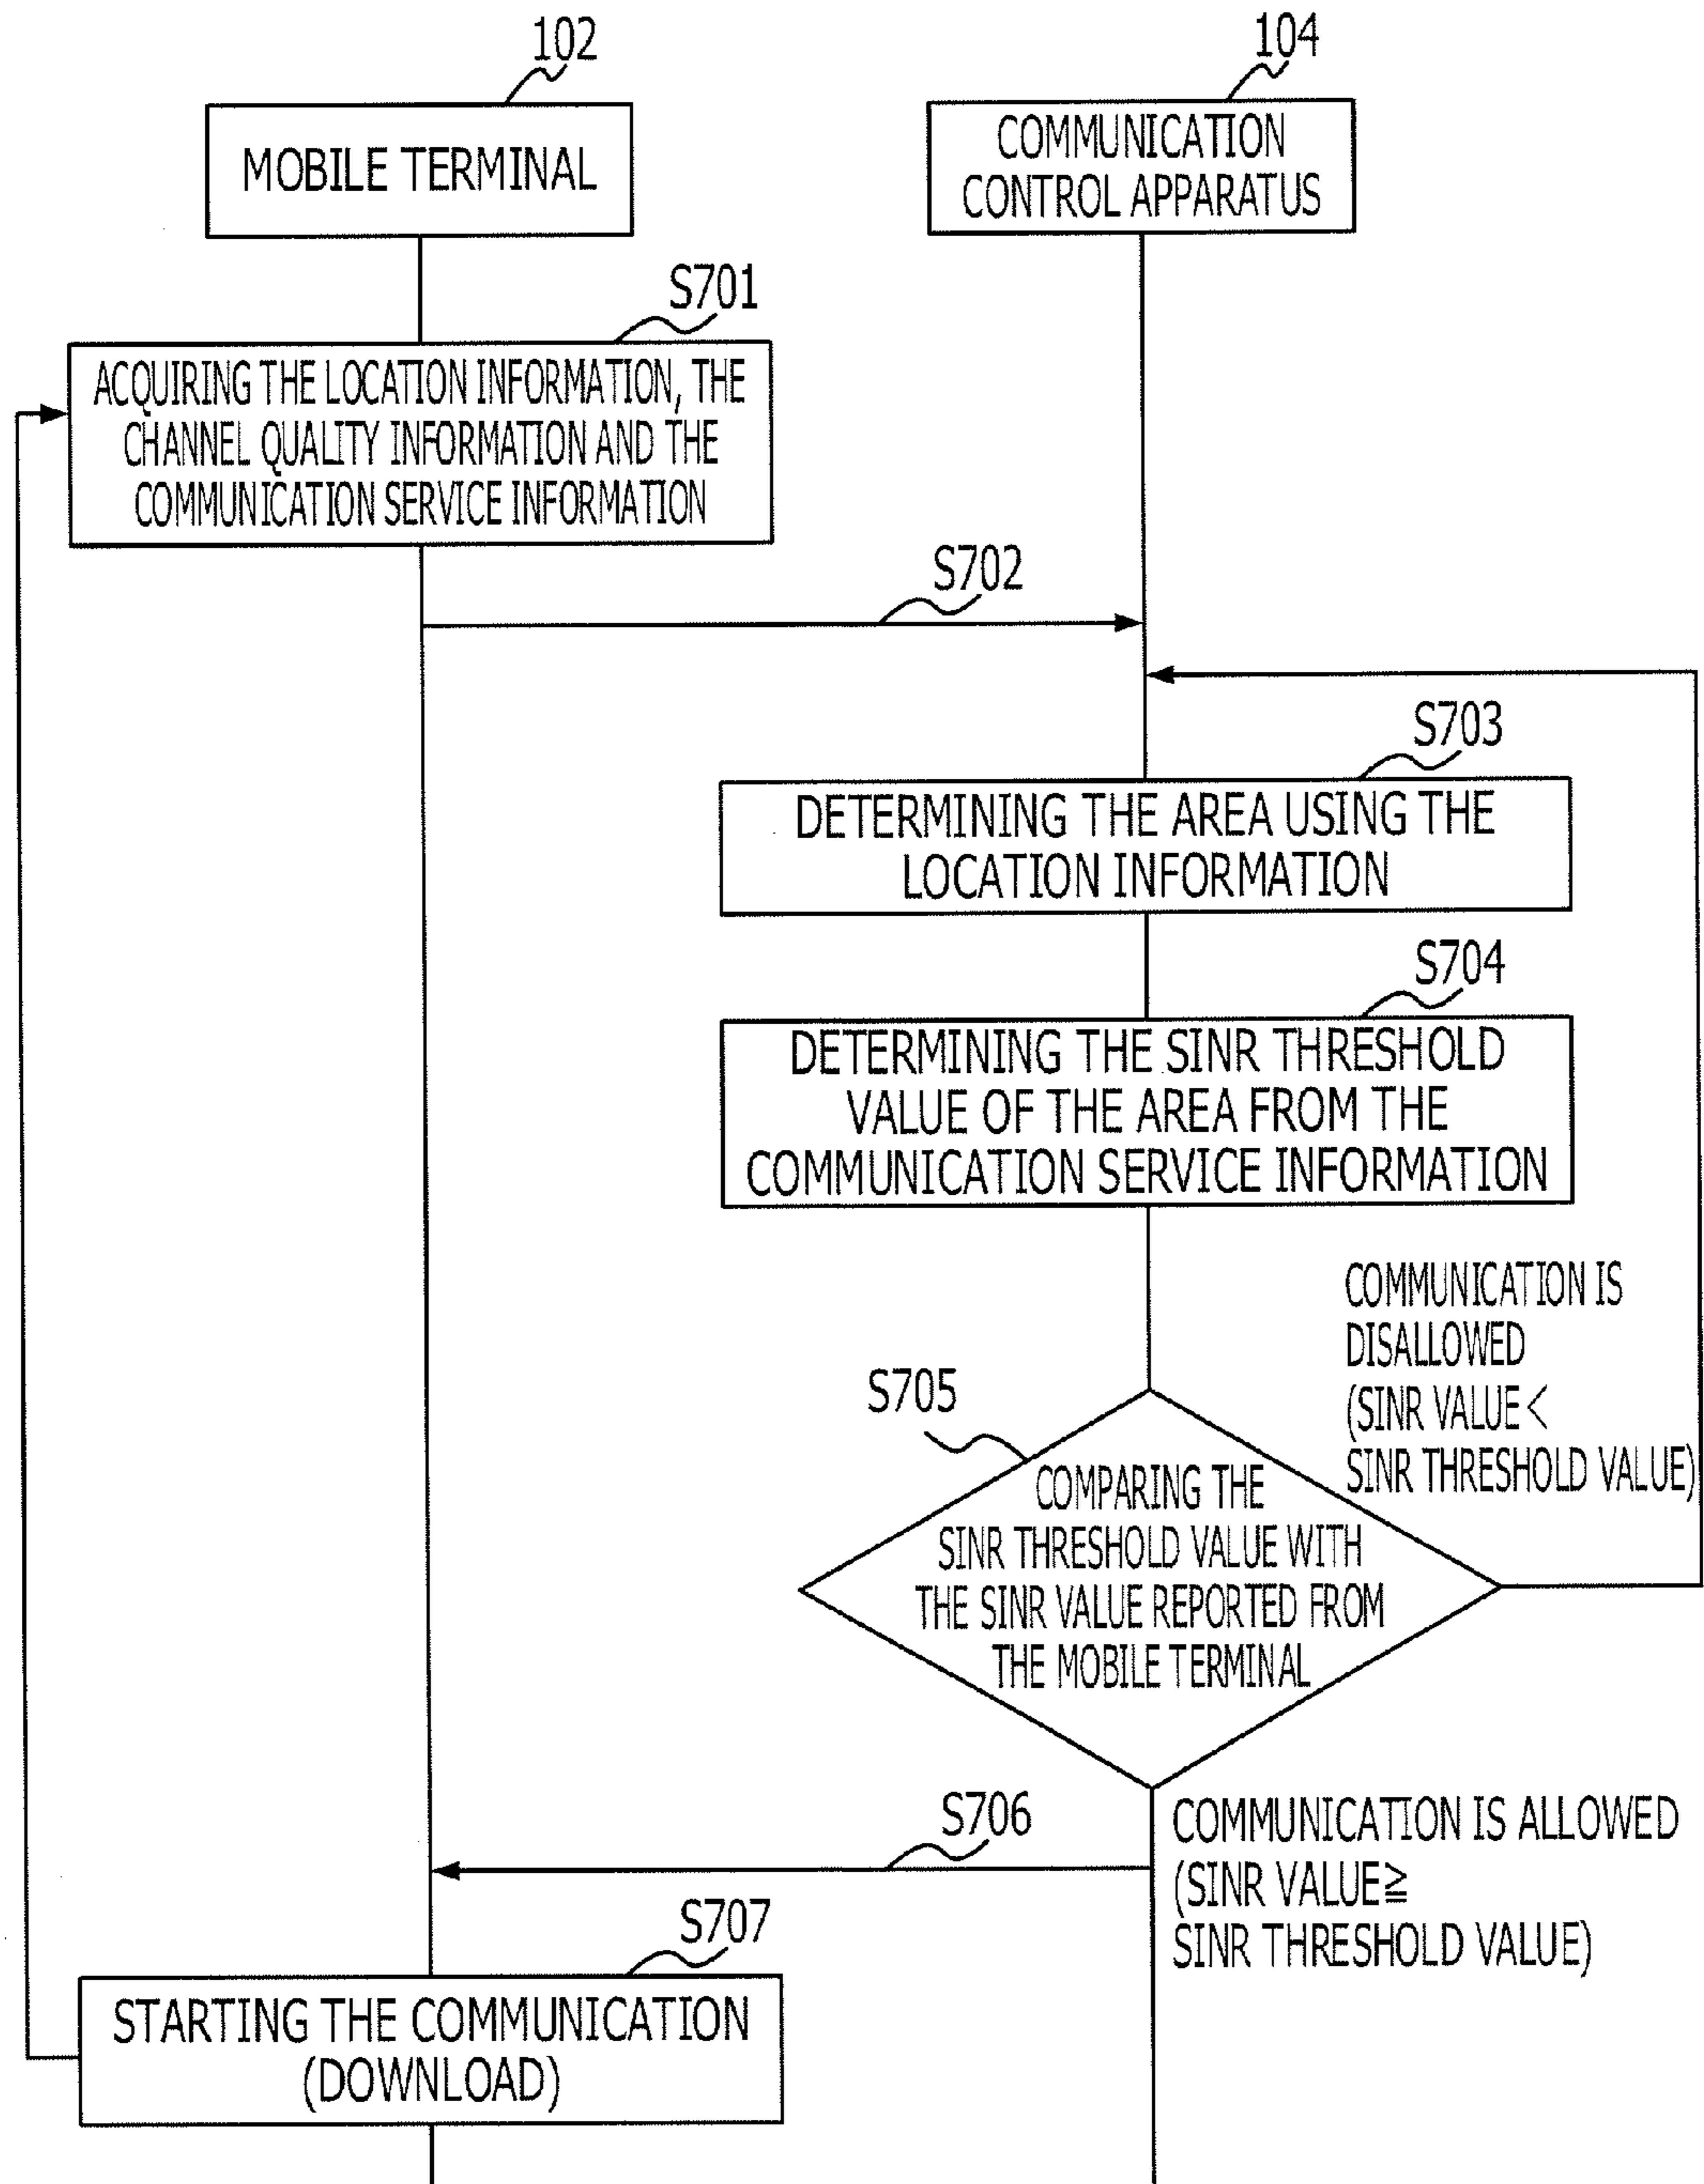 102
104
MOBILE TERMINAL
COMMUNICATION
CONTROL APPARATUS
S701
ACQUIRING THE LOCATION INFORMATION, THE
CHANNEL QUALITY INFORMATION AND THE
COMMUNICATION SERVICE INFORMATION
S702
S703
DETERMINING THE AREA USING THE
LOCATION INFORMATION
S704
DETERMINING THE SINR THRESHOLD
VALUE OF THE AREA FROM THE
COMMUNICATION SERVICE INFORMATION
COMMUNICATION IS
DISALLOWED
(SINR VALUE<
SINR THRESHOLD VALUE)
S705
COMPARING THE
SINR THRESHOLD VALUE WITH
THE SINR VALUE REPORTED FROM
THE MOBILE TERMINAL
S706
COMMUNICATION IS ALLOWED
(SINR VALUE≧
SINR THRESHOLD VALUE)
S707
STARTING THE COMMUNICATION
(DOWNLOAD)